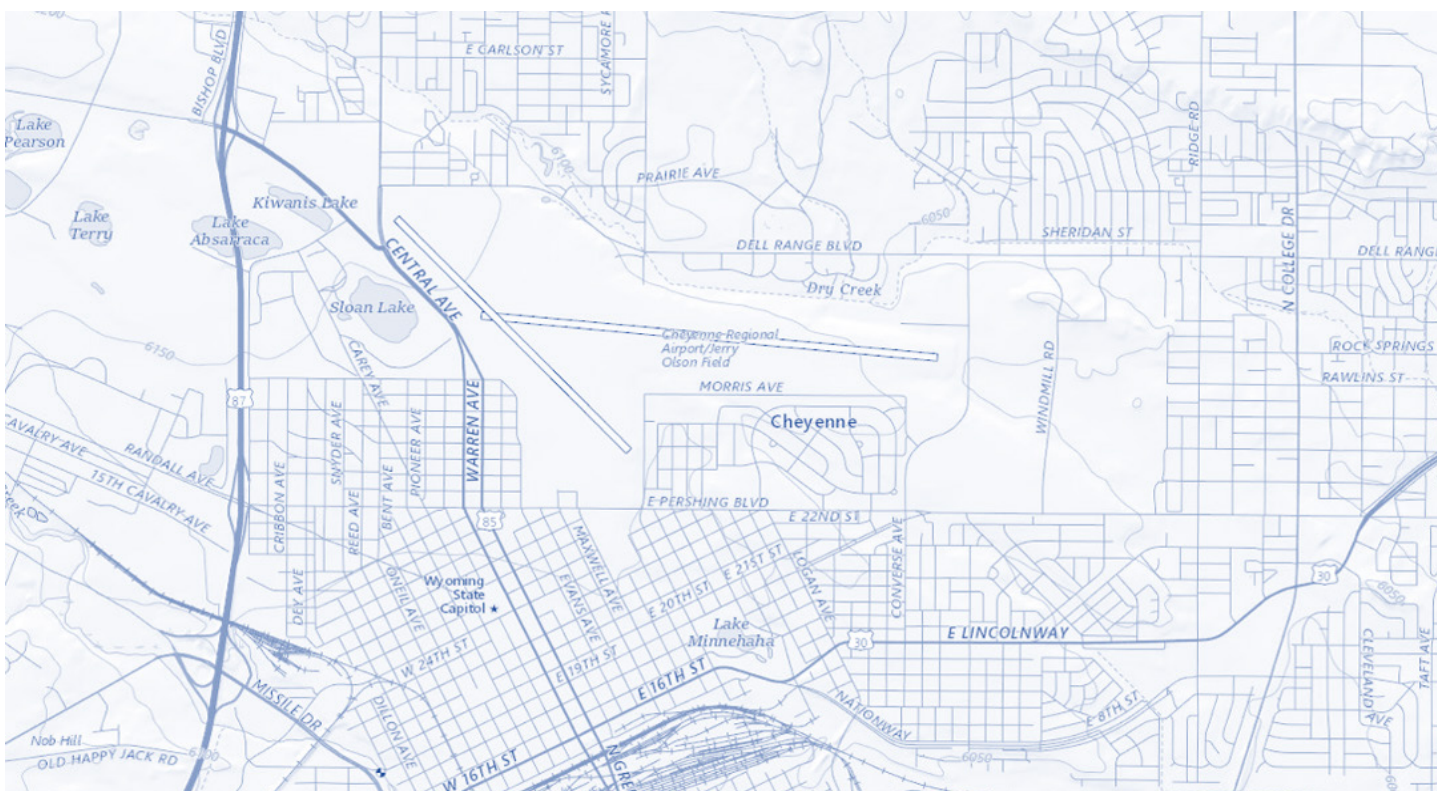 BISHOP BLVD
E CARLSON ST
SYCAMORE
Lake
Pearson
6100
RIDGE RD
PRAIRIE AVE
Kiwanis Lake
Lake
Terry
Lake
Absarraca
6050
SHERIDAN ST
N COLLEGE DR
CENTRAL AVE
DELL RANGE BLVD
DELL RANGE
Dry Creek
Sloan Lake
6150
Cheyenne Regional
Airport/Jerry
Olson Field
ROCK SPRINGS
RAWLINS ST
CAREY AVE
WINDMILL RD
MORRIS AVE
87
Cheyenne
WARREN AVE
PIONEER AVE
SNYDER AVE
CAVALRY AVE
RANDALL AVE
15TH CAVALRY AVE
BENT AVE
CRIBBON AVE
REED AVE
E PERSHING BLVD
E 22ND ST
85
Creek
MAXWELL AVE
E 21ST ST
LOGAN AVE
CONVERSE AVE
30
6050
DEY AVE
ONEIL AVE
Wyoming
State
Capitol
EVANS AVE
E 20TH ST
Lake
Minnehaha
30
E LINCOLNWAY
W 24TH ST
E 19TH ST
E 16TH ST
CLEVELAND AVE
TAFT AVE
MISSILE DR
DILLON AVE
NATIONWAY
E 8TH ST
Nob Hill
OLD HAPPY JACK RD
6100
W 16TH ST
N GRE
6050